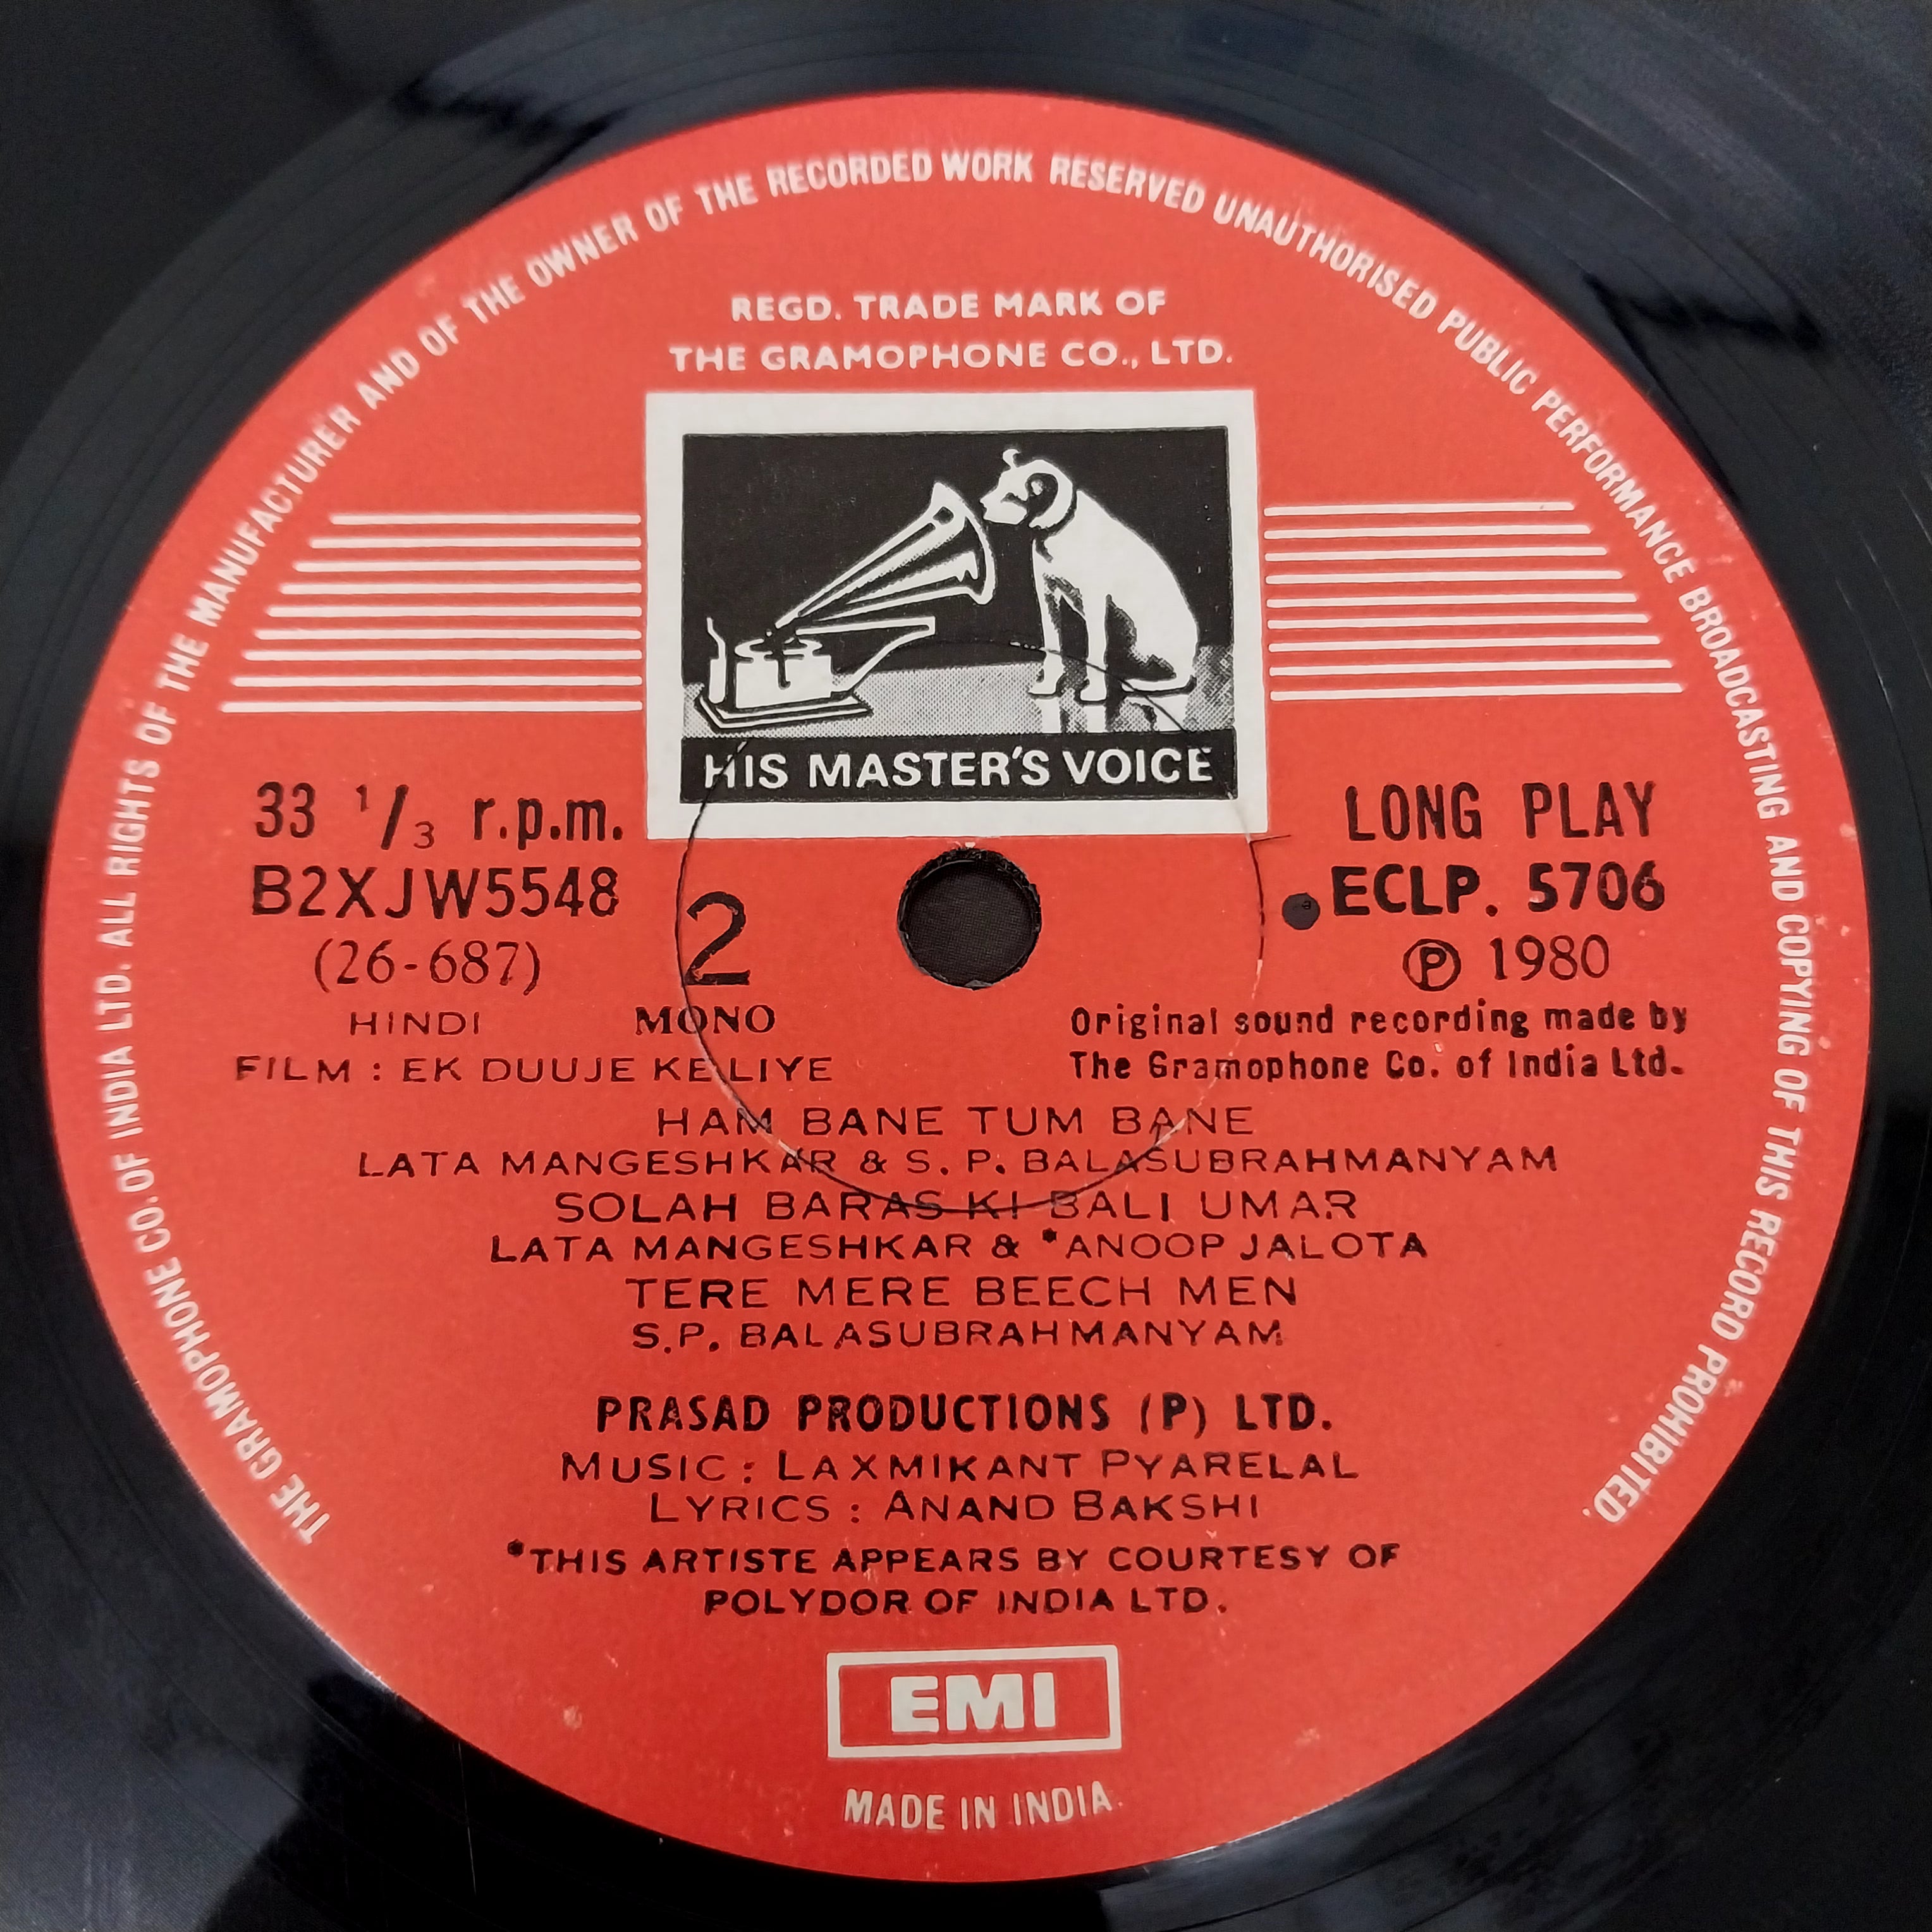 THE GRAMOPHONE CO. OF INDIA LTD. ALL RIGHTS OF THE MANUFACTURER AND OF THE OWNER OF THE RECORDED WORK RESERVED UNAUTHORISED PUBLIC PERFORMANCE BROADCASTING AND COPYING OF THIS RECORD PROHIBITED.
REGD. TRADE MARK OF
THE GRAMOPHONE CO., LTD.
HIS MASTER'S VOICE
33 1/3 r.p.m.
LONG PLAY
B2XJW5548
2
ECLP. 5706
(26-687)
℗ 1980
HINDI
MONO
Original sound recording made by
The Gramophone Co. of India Ltd.
FILM : EK DUUJE KE LIYE
HAM BANE TUM BANE
LATA MANGESHKAR & S. P. BALASUBRAHMANYAM
SOLAH BARAS KI BALI UMAR
LATA MANGESHKAR & *ANOOP JALOTA
TERE MERE BEECH MEN
S.P. BALASUBRAHMANYAM
PRASAD PRODUCTIONS (P) LTD.
MUSIC : LAXMIKANT PYARELAL
LYRICS : ANAND BAKSHI
*THIS ARTISTE APPEARS BY COURTESY OF
POLYDOR OF INDIA LTD.
EMI
MADE IN INDIA.